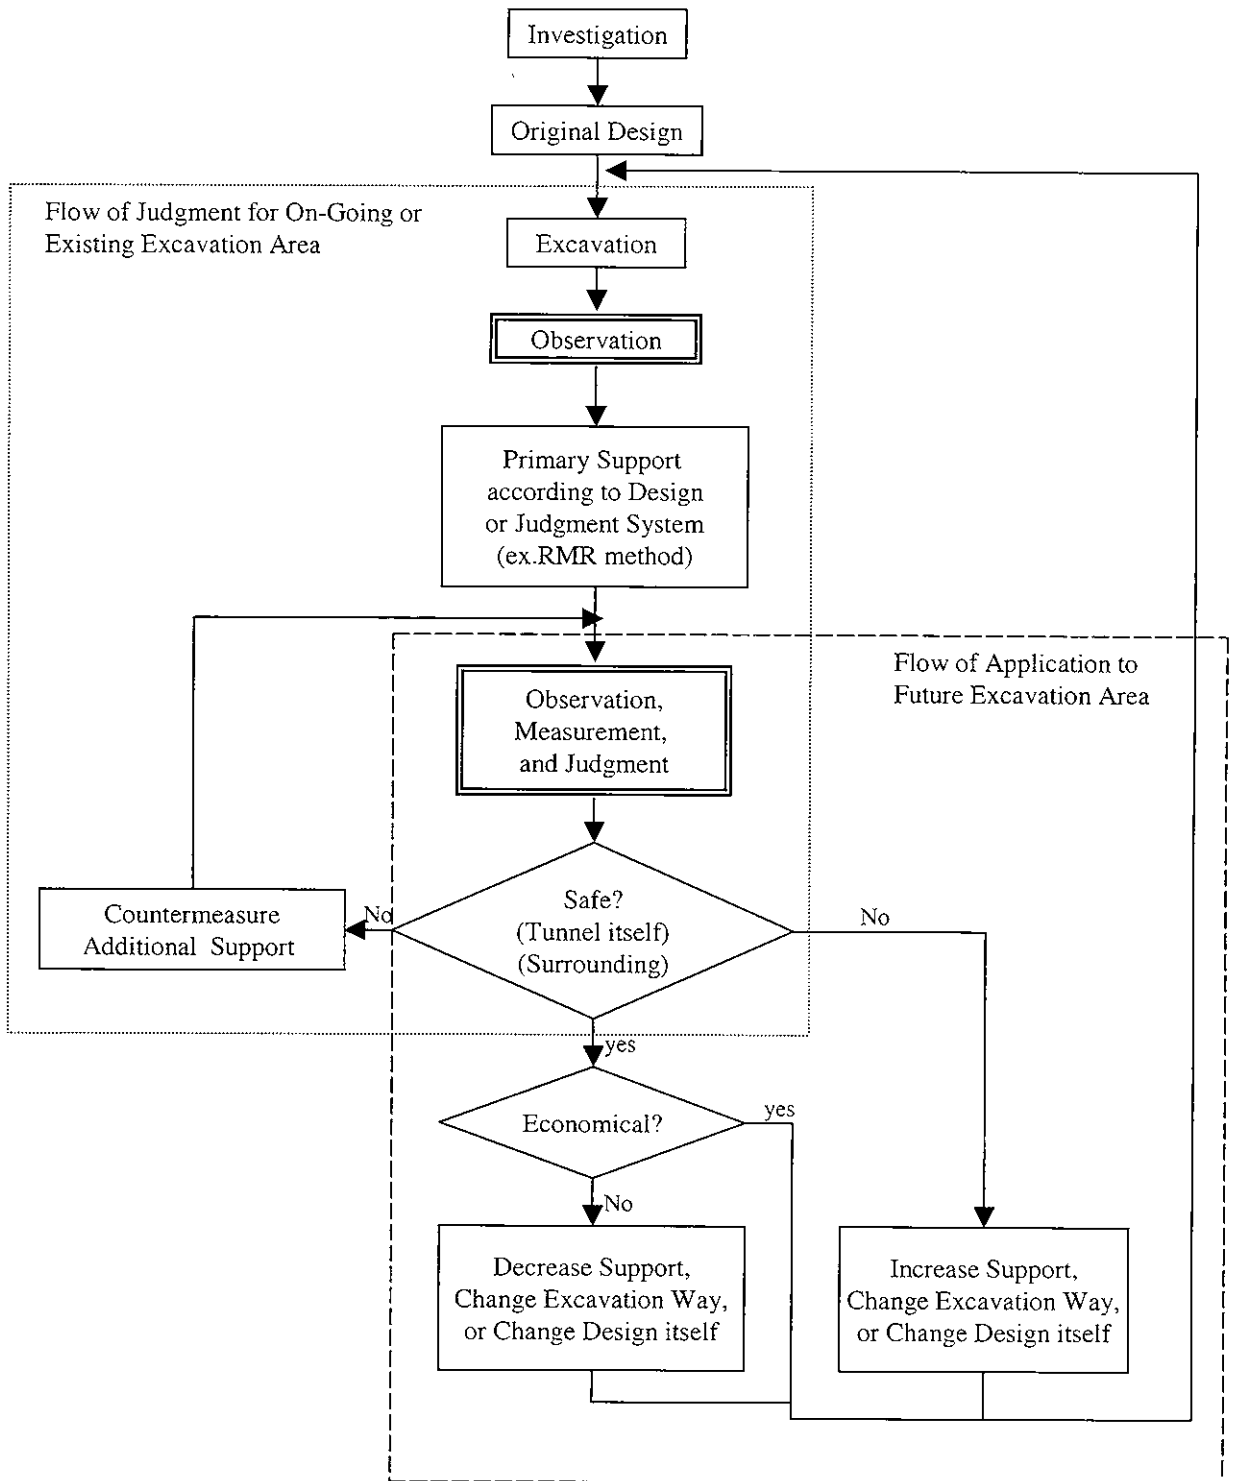 Investigation
Original Design
Flow of Judgment for On-Going or
Existing Excavation Area
Excavation
Observation
Primary Support
according to Design
or Judgment System
(ex.RMR method)
Flow of Application to
Future Excavation Area
Observation,
Measurement,
and Judgment
Safe?
(Tunnel itself)
(Surrounding)
No
No
Countermeasure
Additional Support
yes
Economical?
yes
No
Decrease Support,
Change Excavation Way,
or Change Design itself
Increase Support,
Change Excavation Way,
or Change Design itself